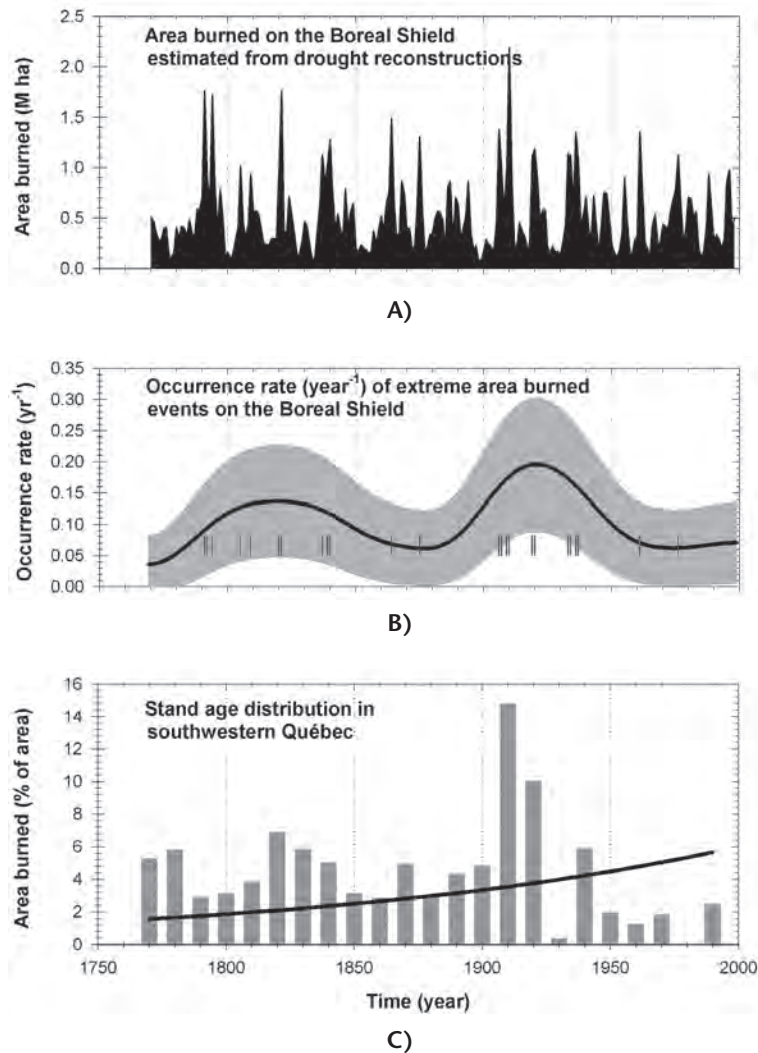 2.5
Area burned on the Boreal Shield
estimated from drought reconstructions
2.0
1.5
1.0
0.5
0.0
Area burned (M ha)
A)
0.35
Occurrence rate (year⁻¹) of extreme area burned
events on the Boreal Shield
0.30
0.25
0.20
0.15
0.10
0.05
0.00
Occurrence rate (yr⁻¹)
B)
16
Stand age distribution in
southwestern Québec
14
12
10
8
6
4
2
0
Area burned (% of area)
1750 1800 1850 1900 1950 2000
Time (year)
C)